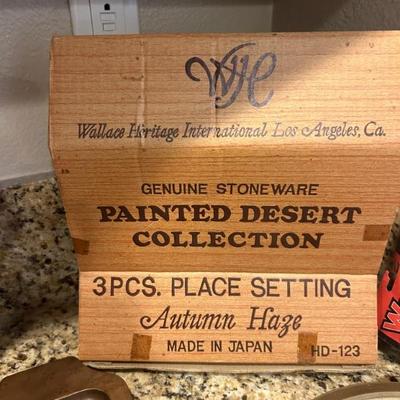 WHC
Wallace Heritage International Los Angeles, Ca.
GENUINE STONEWARE
PAINTED DESERT
COLLECTION
3PCS. PLACE SETTING
Autumn Haze
MADE IN JAPAN
HD-123